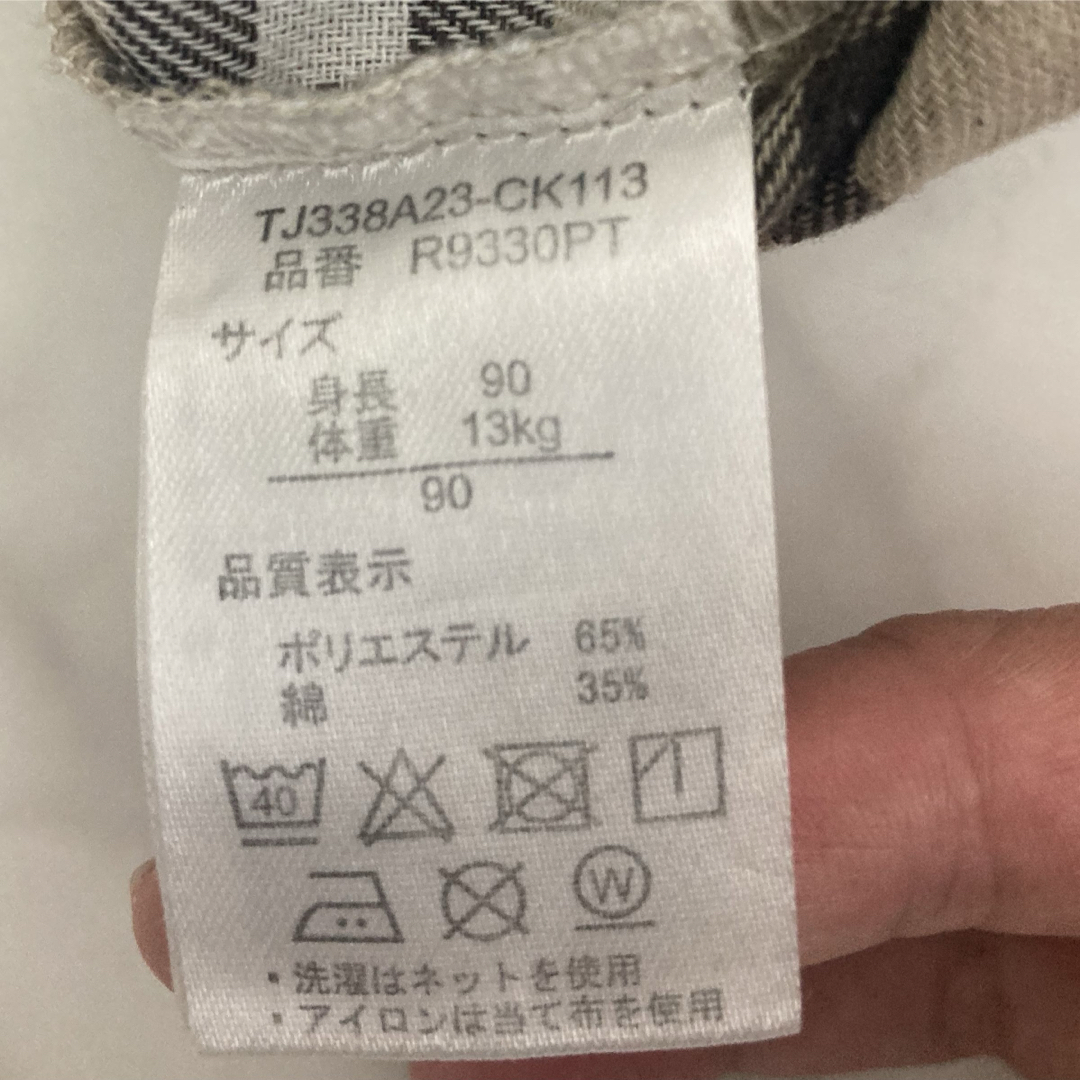 TJ338A23-CK113
品番 R9330PT
サイズ
身長 90
体重 13kg
90
品質表示
ポリエステル 65%
綿 35%
40
W
・洗濯はネットを使用
・アイロンは当て布を使用